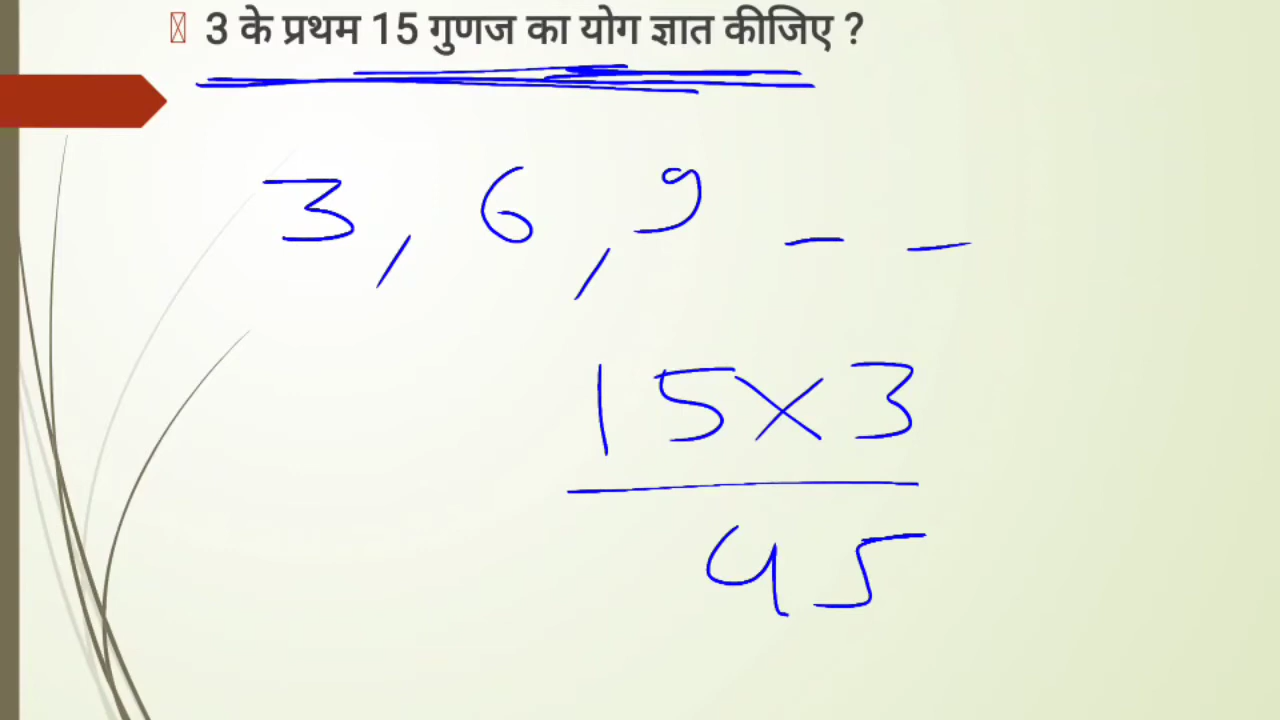 3 के प्रथम 15 गुणज का योग ज्ञात कीजिए ?
3 , 6 , 9 _ _
15 × 3
45